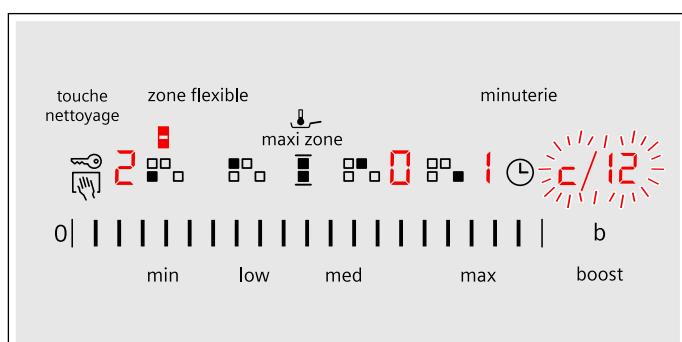 touche zone flexible minuterie
nettoyage
maxi zone
2 0 1 c/12
0 b
min low med max boost